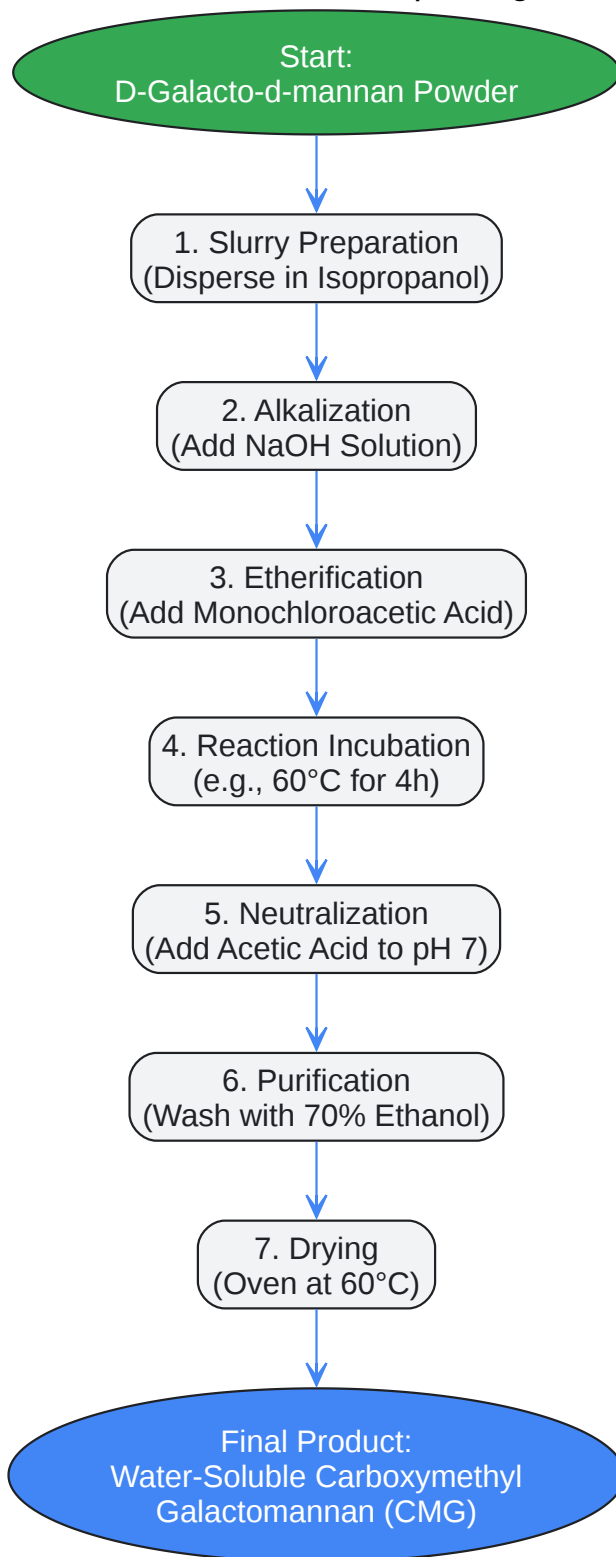 Start:
D-Galacto-d-mannan Powder
1. Slurry Preparation
(Disperse in Isopropanol)
2. Alkalization
(Add NaOH Solution)
3. Etherification
(Add Monochloroacetic Acid)
4. Reaction Incubation
(e.g., 60°C for 4h)
5. Neutralization
(Add Acetic Acid to pH 7)
6. Purification
(Wash with 70% Ethanol)
7. Drying
(Oven at 60°C)
Final Product:
Water-Soluble Carboxymethyl
Galactomannan (CMG)